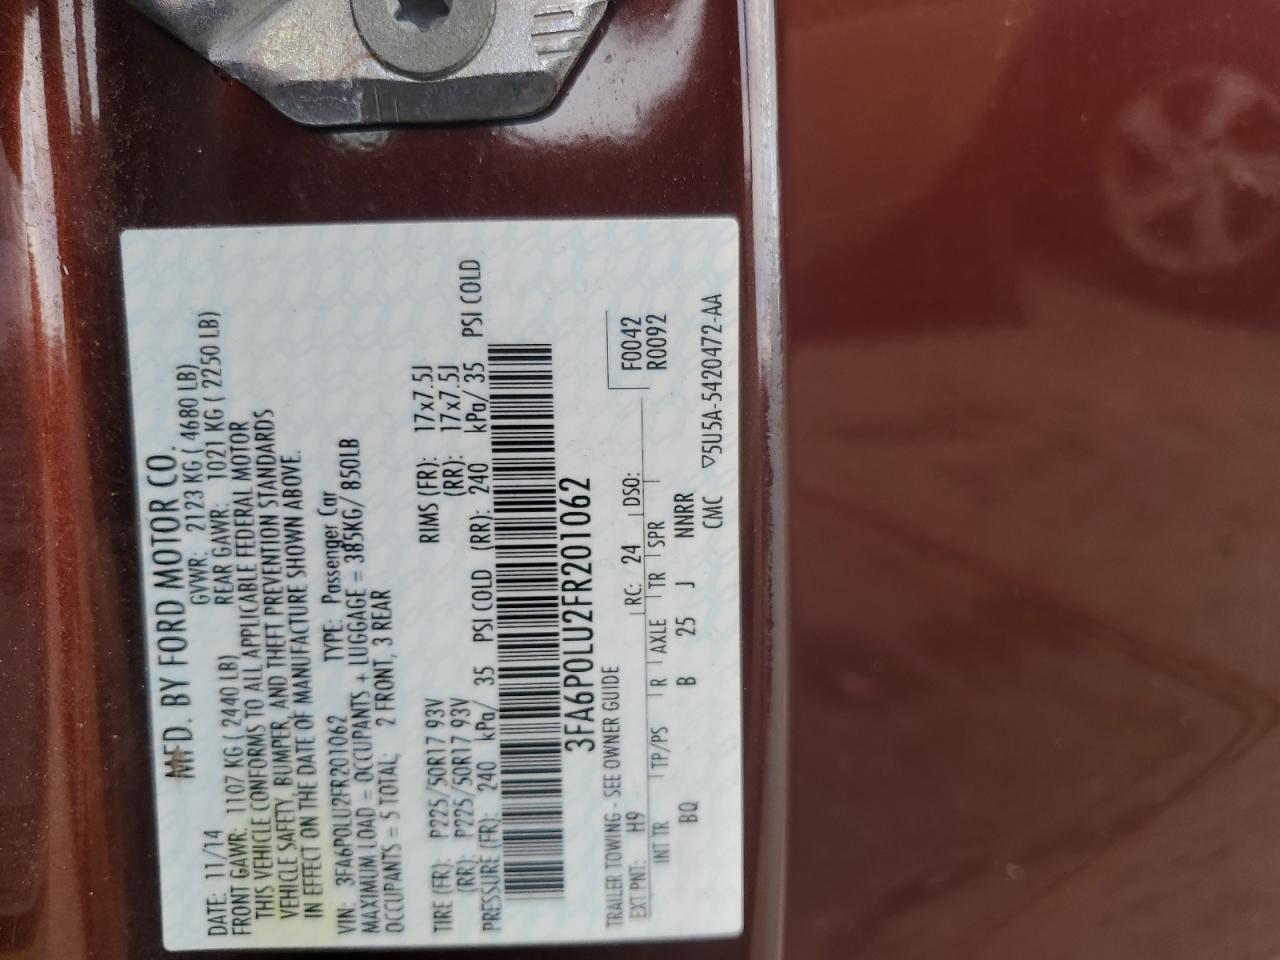 MFD. BY FORD MOTOR CO.
DATE: 11/14 GVWR: 2123 KG ( 4680 LB)
FRONT GAWR: 1107 KG ( 2440 LB) REAR GAWR: 1021 KG ( 2250 LB)
THIS VEHICLE CONFORMS TO ALL APPLICABLE FEDERAL MOTOR
VEHICLE SAFETY, BUMPER, AND THEFT PREVENTION STANDARDS
IN EFFECT ON THE DATE OF MANUFACTURE SHOWN ABOVE.
VIN: 3FA6P0LU2FR201062 TYPE: Passenger Car
MAXIMUM LOAD = OCCUPANTS + LUGGAGE = 385KG/ 850LB
OCCUPANTS = 5 TOTAL; 2 FRONT, 3 REAR
TIRE (FR): P225/50R17 93V RIMS (FR): 17x7.5J
(RR): P225/50R17 93V (RR): 17x7.5J
PRESSURE (FR): 240 kPa/ 35 PSI COLD (RR): 240 kPa/ 35 PSI COLD
3FA6P0LU2FR201062
TRAILER TOWING - SEE OWNER GUIDE F0042
EXT PNT: H9 RC: 24 DSO: R0092
INT TR TP/PS R AXLE TR SPR
BQ B 25 J NNRR
CMC ▽5U5A-5420472-AA